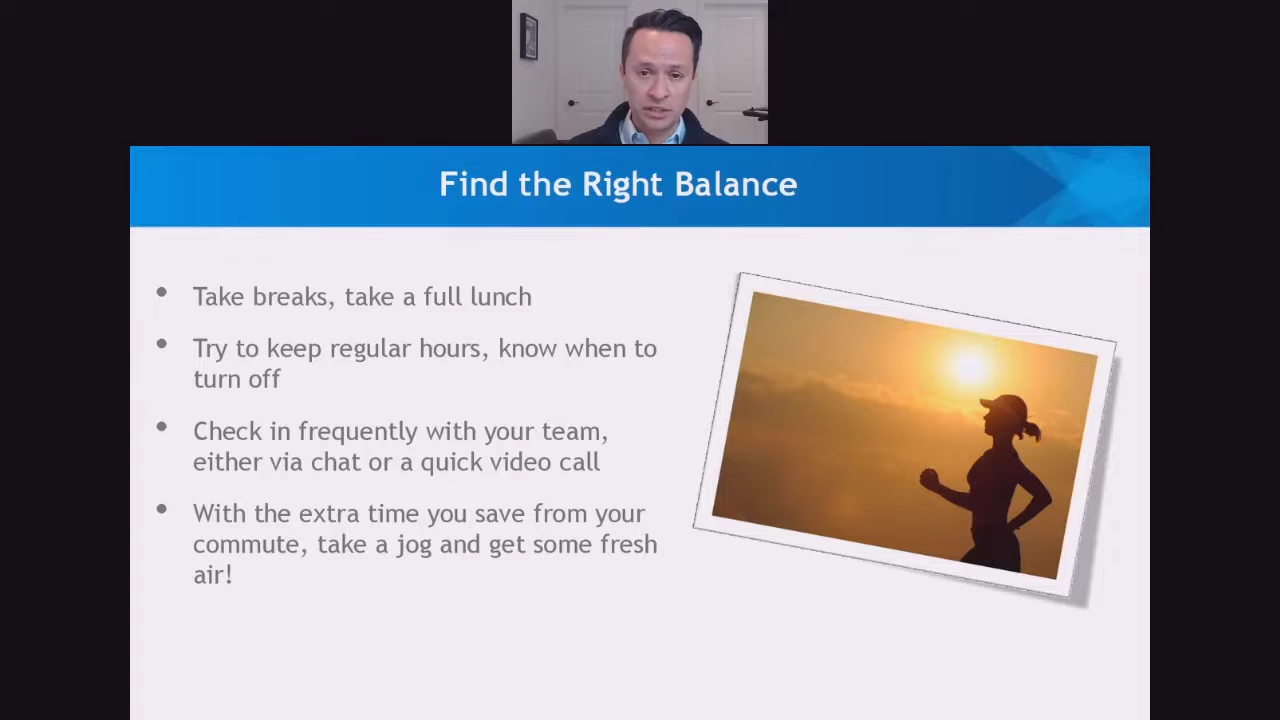 Find the Right Balance
Take breaks, take a full lunch
Try to keep regular hours, know when to
turn off
Check in frequently with your team,
either via chat or a quick video call
With the extra time you save from your
commute, take a jog and get some fresh
air!